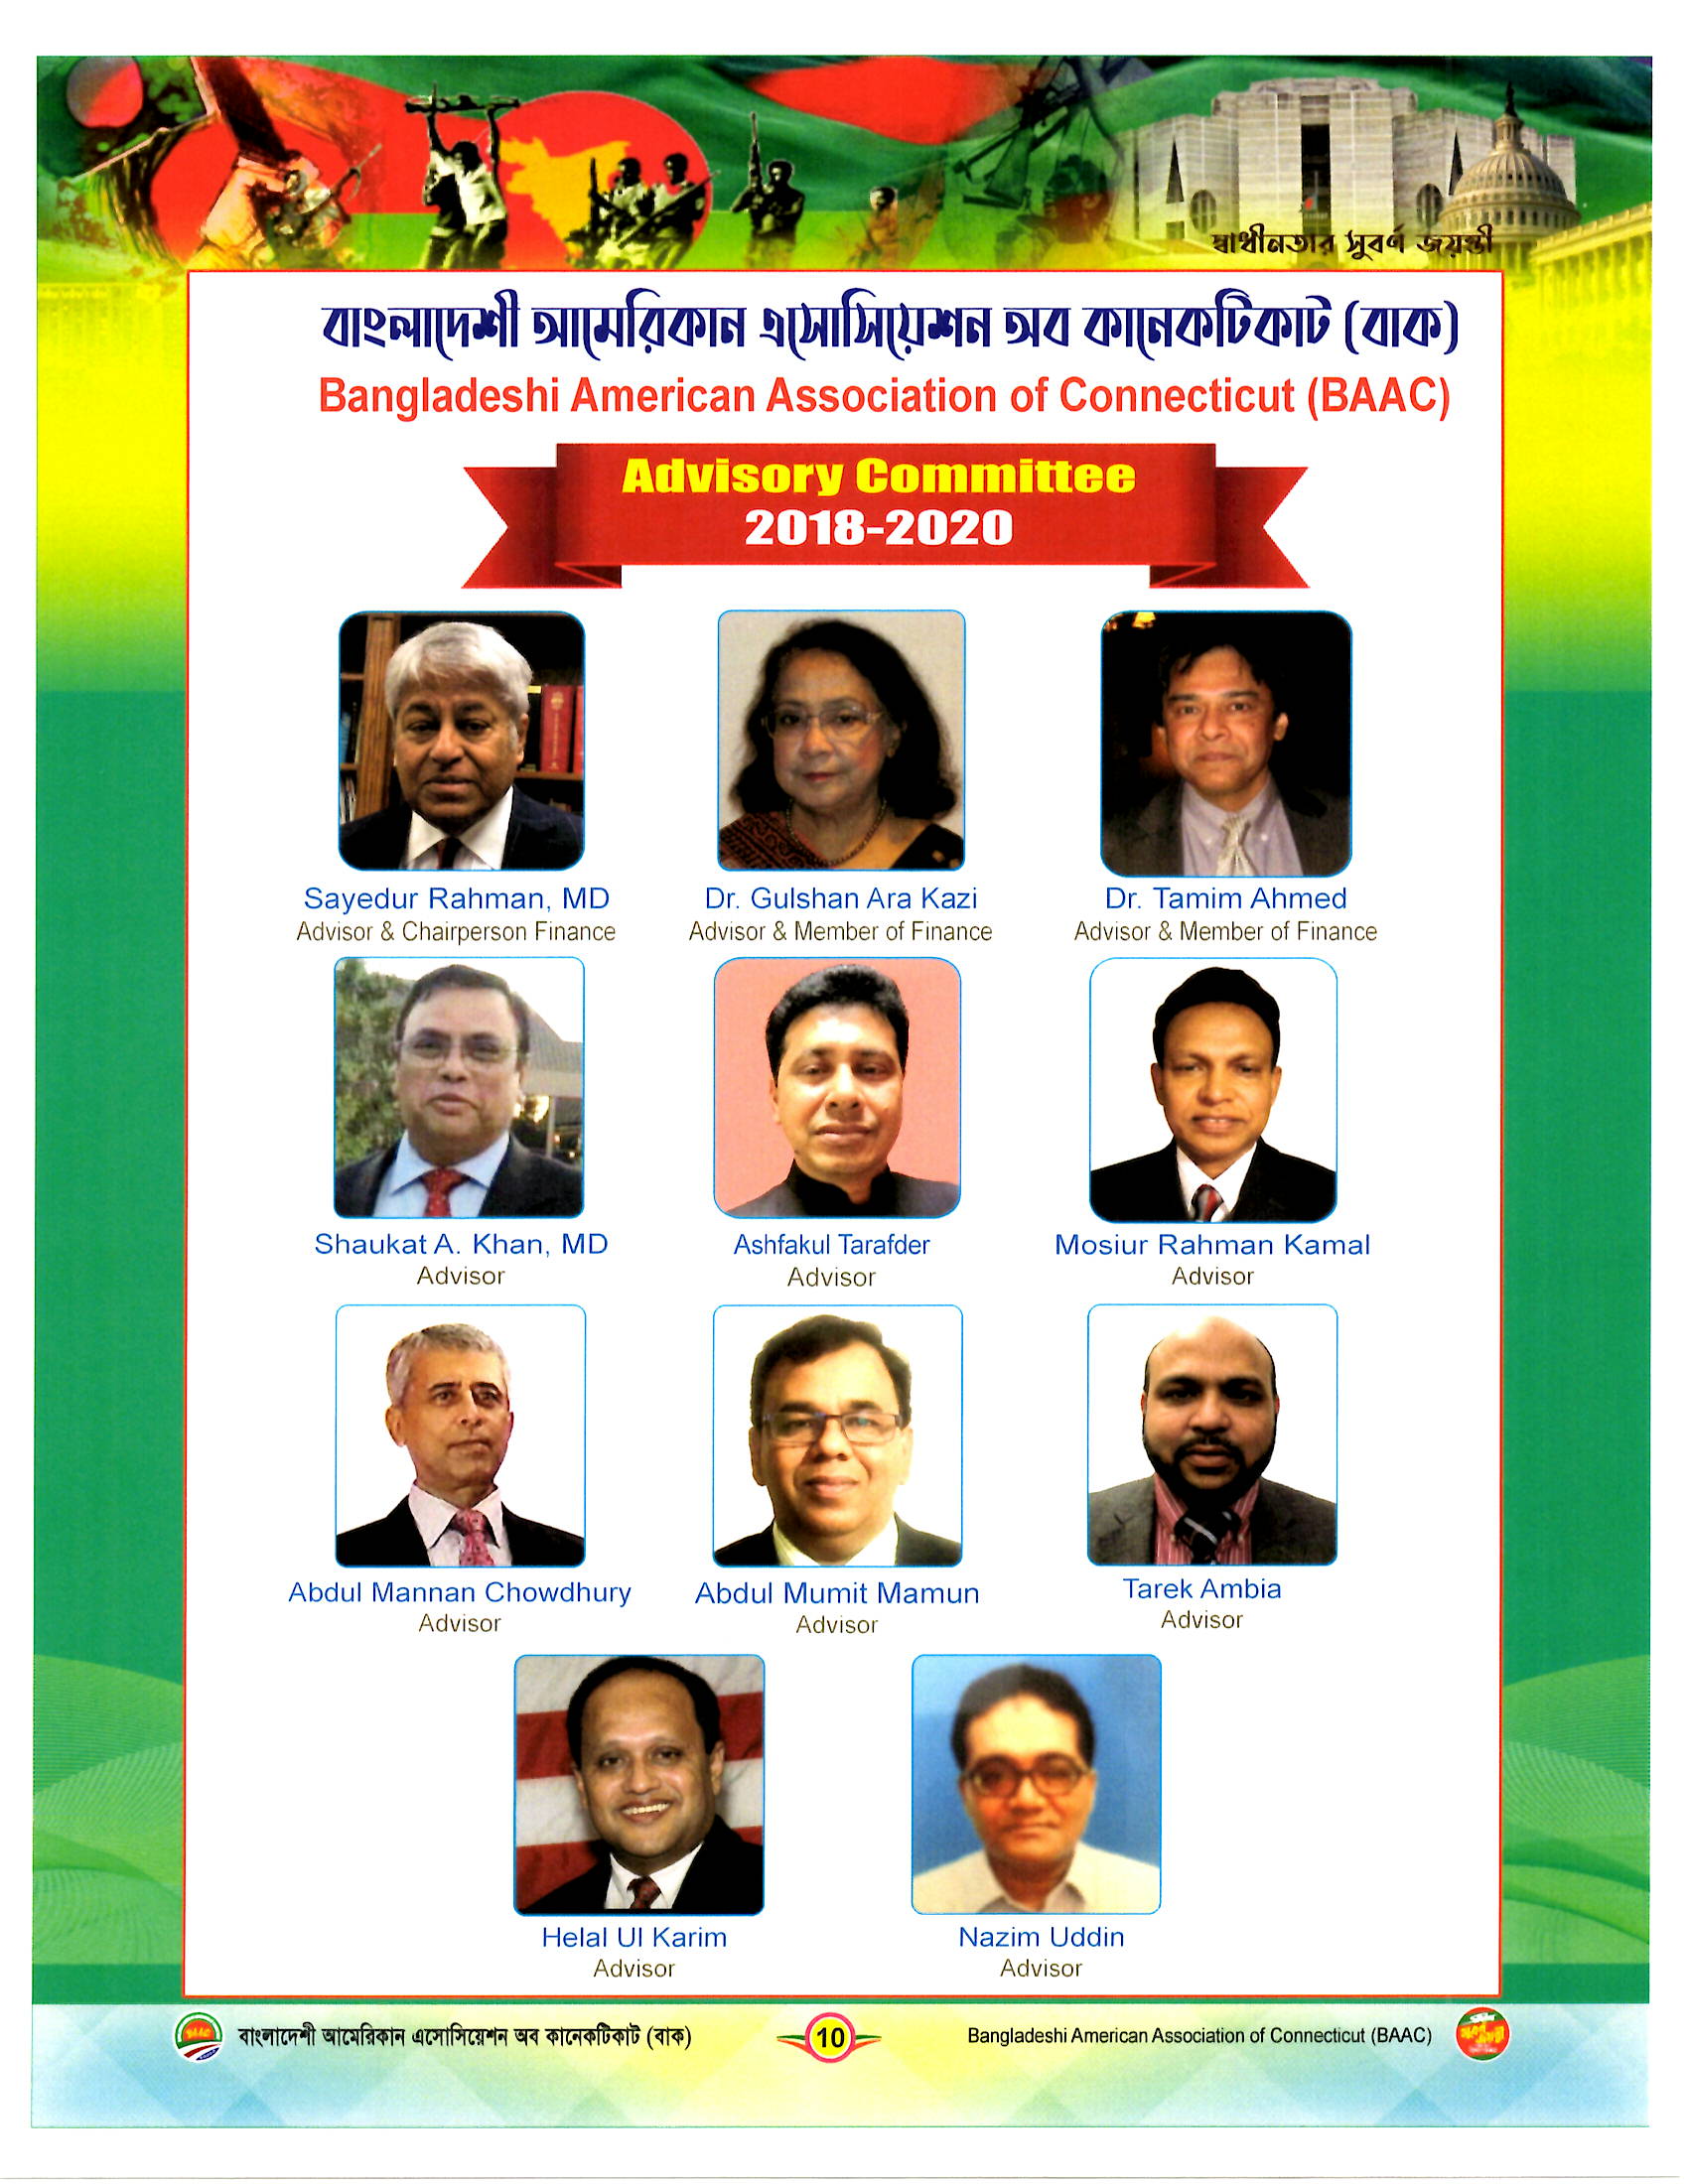 স্বাধীনতার সুবর্ণ জয়ন্তী
বাংলাদেশী আমেরিকান এসোসিয়েশন অব কানেকটিকাট (বাক)
Bangladeshi American Association of Connecticut (BAAC)
Advisory Committee
2018-2020
Sayedur Rahman, MD
Advisor & Chairperson Finance
Dr. Gulshan Ara Kazi
Advisor & Member of Finance
Dr. Tamim Ahmed
Advisor & Member of Finance
Shaukat A. Khan, MD
Advisor
Ashfakul Tarafder
Advisor
Mosiur Rahman Kamal
Advisor
Abdul Mannan Chowdhury
Advisor
Abdul Mumit Mamun
Advisor
Tarek Ambia
Advisor
Helal Ul Karim
Advisor
Nazim Uddin
Advisor
BAAC
বাংলাদেশী আমেরিকান এসোসিয়েশন অব কানেকটিকাট (বাক)
10
Bangladeshi American Association of Connecticut (BAAC)